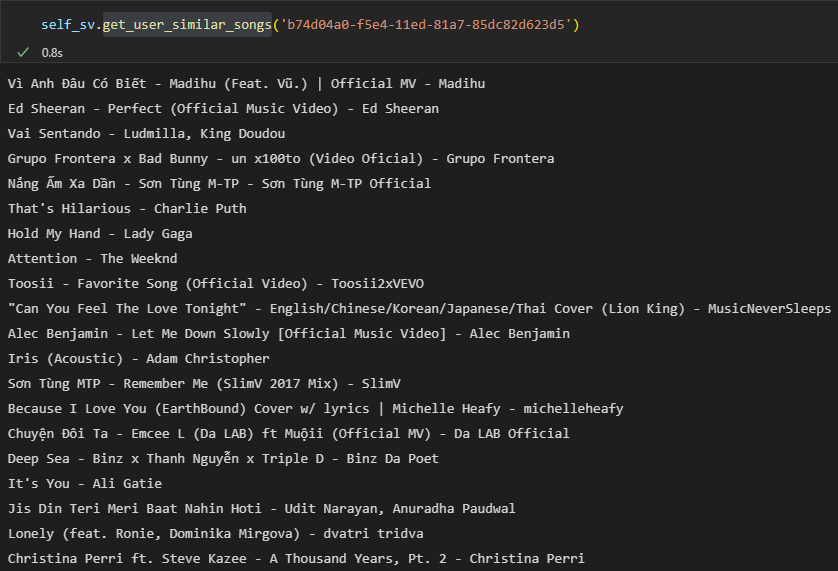 self_sv.get_user_similar_songs('b74d04a0-f5e4-11ed-81a7-85dc82d623d5')
0.8s
Vì Anh Đâu Có Biết - Madihu (Feat. Vũ.) | Official MV - Madihu
Ed Sheeran - Perfect (Official Music Video) - Ed Sheeran
Vai Sentando - Ludmilla, King Doudou
Grupo Frontera x Bad Bunny - un x100to (Video Oficial) - Grupo Frontera
Nắng Ấm Xa Dần - Sơn Tùng M-TP - Sơn Tùng M-TP Official
That's Hilarious - Charlie Puth
Hold My Hand - Lady Gaga
Attention - The Weeknd
Toosii - Favorite Song (Official Video) - Toosii2xVEVO
"Can You Feel The Love Tonight" - English/Chinese/Korean/Japanese/Thai Cover (Lion King) - MusicNeverSleeps
Alec Benjamin - Let Me Down Slowly [Official Music Video] - Alec Benjamin
Iris (Acoustic) - Adam Christopher
Sơn Tùng MTP - Remember Me (SlimV 2017 Mix) - SlimV
Because I Love You (EarthBound) Cover w/ lyrics | Michelle Heafy - michelleheafy
Chuyện Đôi Ta - Emcee L (Da LAB) ft Muộii (Official MV) - Da LAB Official
Deep Sea - Binz x Thanh Nguyễn x Triple D - Binz Da Poet
It's You - Ali Gatie
Jis Din Teri Meri Baat Nahin Hoti - Udit Narayan, Anuradha Paudwal
Lonely (feat. Ronie, Dominika Mirgova) - dvatri tridva
Christina Perri ft. Steve Kazee - A Thousand Years, Pt. 2 - Christina Perri